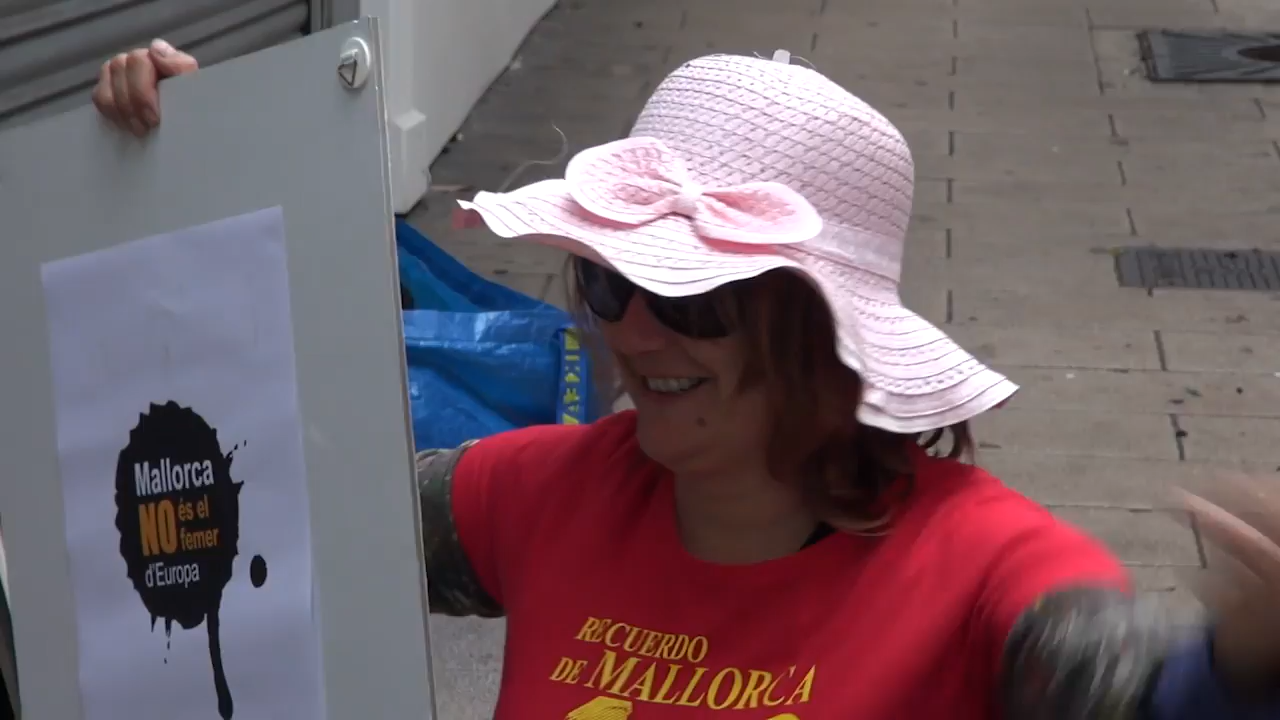 Mallorca
NO és el
femer
d'Europa
RECUERDO
DE MALLORCA